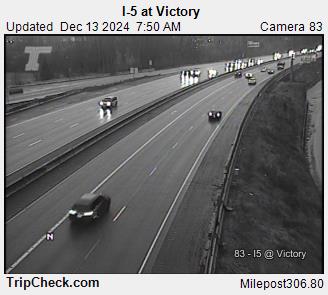 I-5 at Victory
Updated  Dec 13 2024  7:50 AM
Camera 83
T
N
83 - I5 @ Victory
TripCheck.com
Milepost306.80